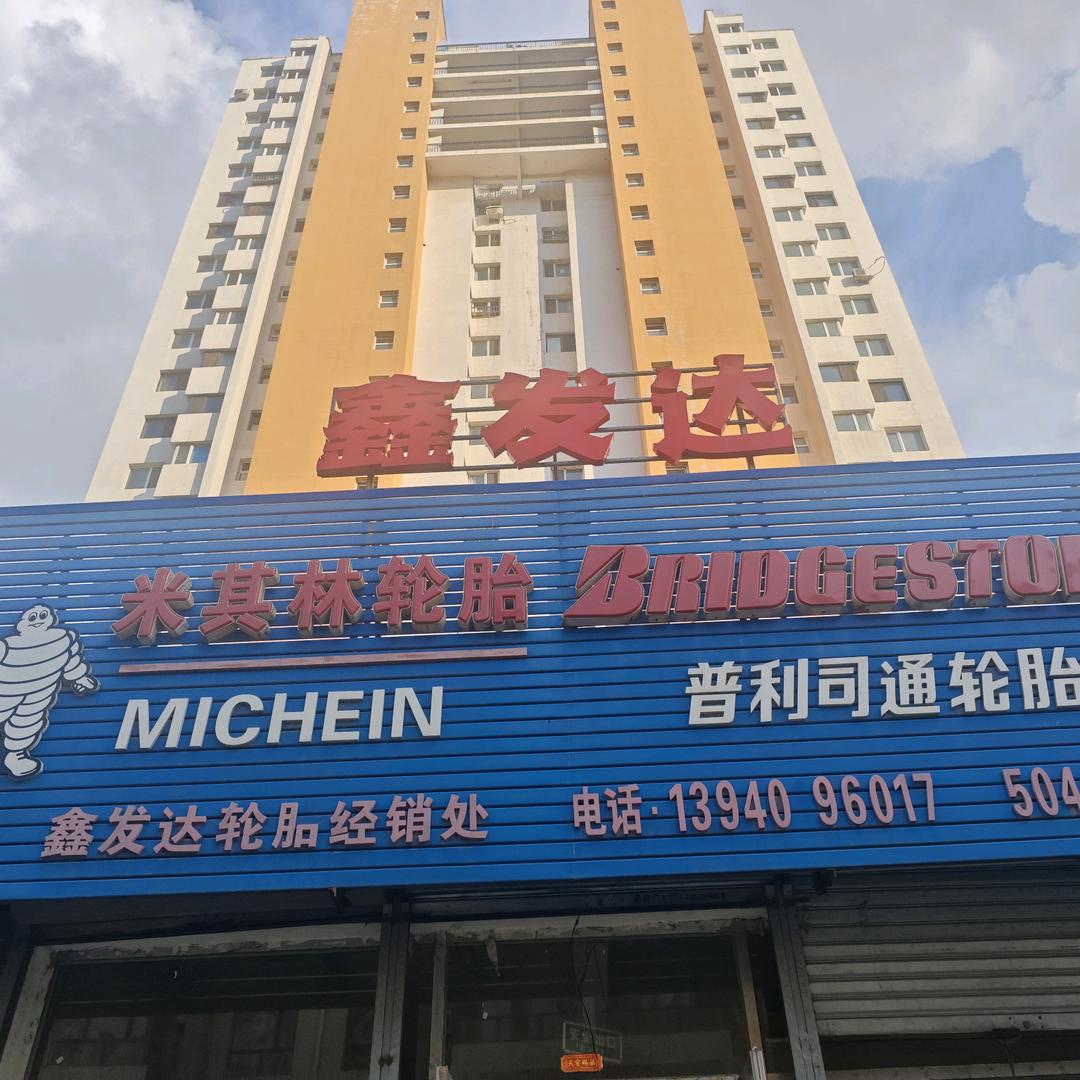 鑫发达
米其林轮胎 BRIDGESTON
MICHEIN 普利司通轮胎
鑫发达轮胎经销处 电话·13940 96017 504